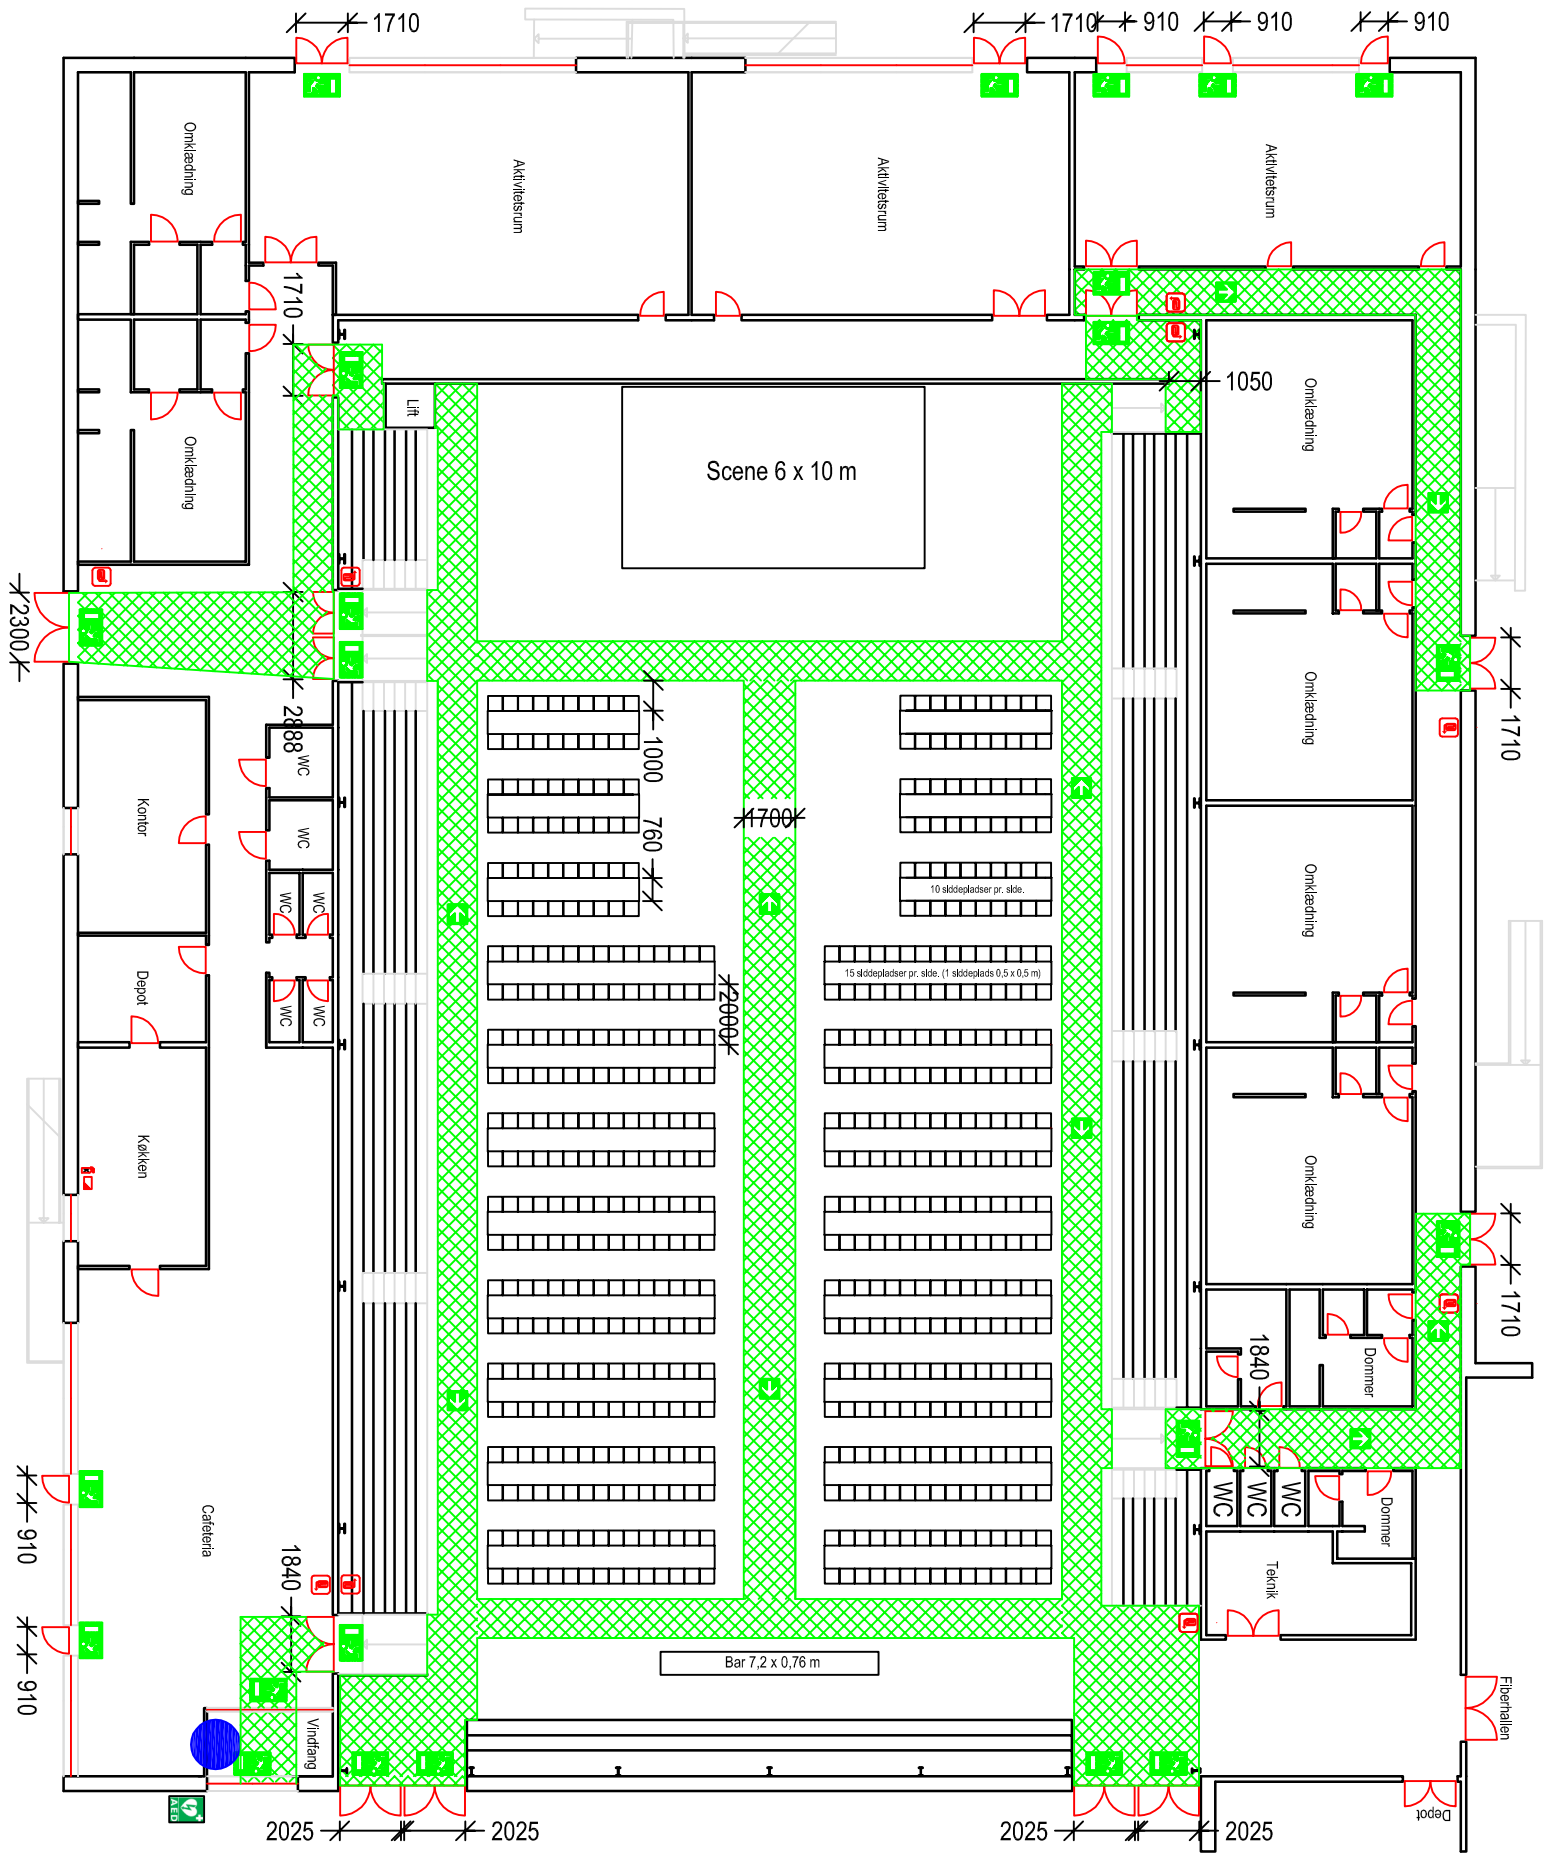 1710
1710
910
910
910
Omklædning
Aktivitetsrum
Aktivitetsrum
Aktivitetsrum
1710
1050
Lift
Omklædning
Omklædning
Scene 6 x 10 m
2300
2888
1710
Omklædning
WC
1000
1700
760
Kontor
WC
10 siddepladser pr. side.
Omklædning
WC
WC
15 siddepladser pr. side. (1 siddeplads 0,5 x 0,5 m)
Depot
WC
WC
2000
Køkken
Omklædning
1710
1840
Dommer
910
Cafeteria
WC
WC
WC
Dommer
1840
Teknik
910
Bar 7,2 x 0,76 m
Vindfang
Fiberhallen
AED
Depot
2025
2025
2025
2025